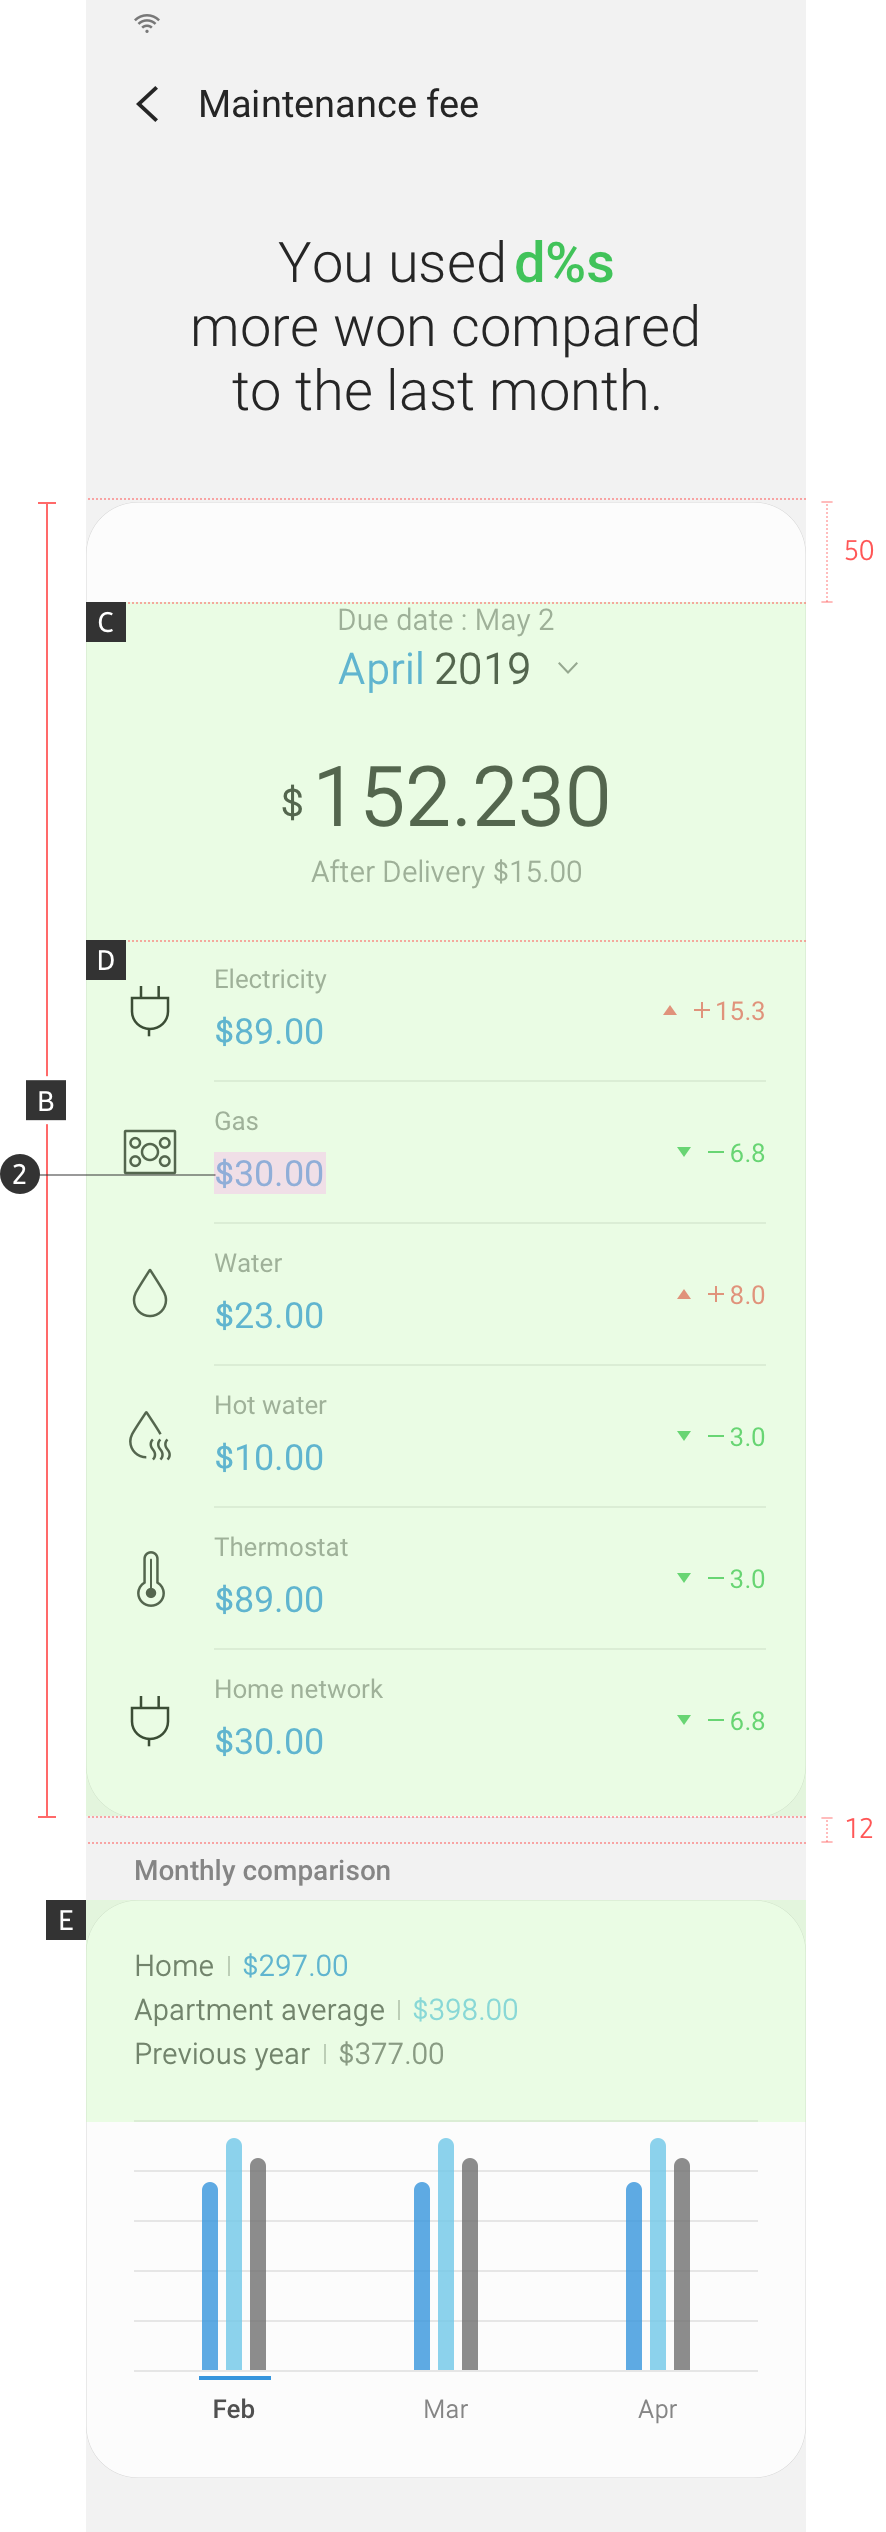 Maintenance fee
You used d%s
more won compared
to the last month.
50
C
Due date : May 2
April 2019
$ 152.230
After Delivery $15.00
D
Electricity
$89.00
+15.3
B
Gas
2
$30.00
−6.8
Water
$23.00
+8.0
Hot water
$10.00
−3.0
Thermostat
$89.00
−3.0
Home network
$30.00
−6.8
12
Monthly comparison
E
Home | $297.00
Apartment average | $398.00
Previous year | $377.00
Feb Mar Apr